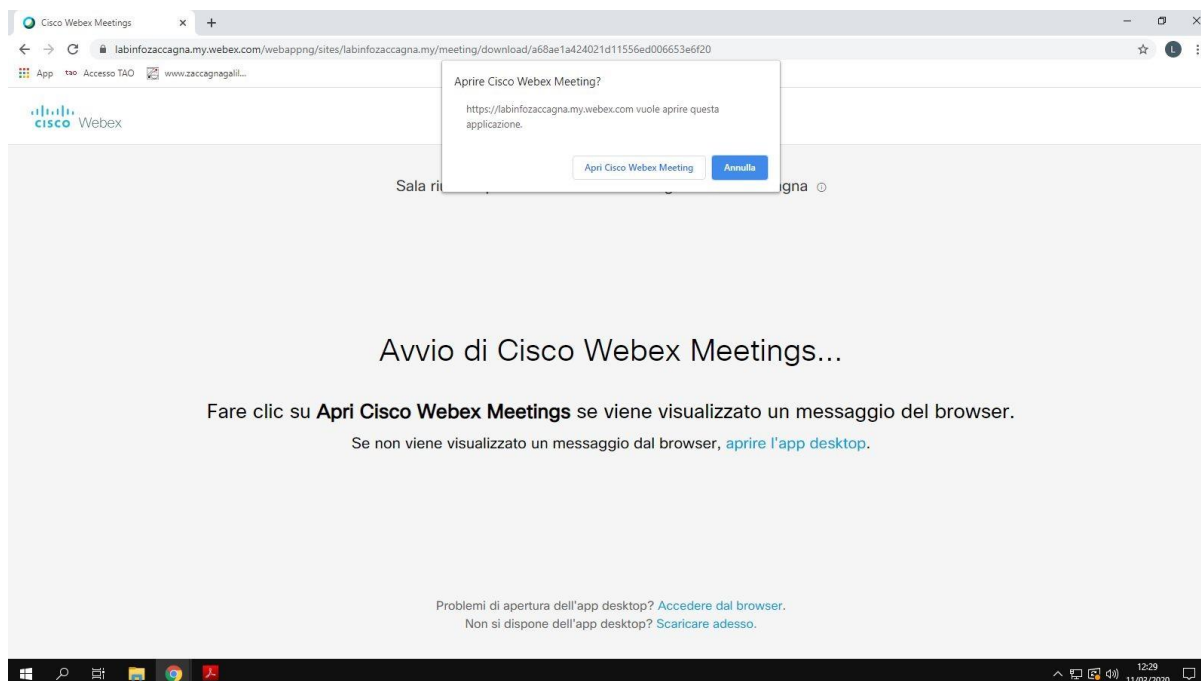 Cisco Webex Meetings
labinfozaccagna.my.webex.com/webappng/sites/labinfozaccagna.my/meeting/download/a68ae1a424021d11556ed006653e6f20
L
App tao Accesso TAO www.zaccagnagalil...
Aprire Cisco Webex Meeting?
https://labinfozaccagna.my.webex.com vuole aprire questa
applicazione.
Apri Cisco Webex Meeting Annulla
cisco Webex
Sala
Avvio di Cisco Webex Meetings...
Fare clic su Apri Cisco Webex Meetings se viene visualizzato un messaggio del browser.
Se non viene visualizzato un messaggio dal browser, aprire l'app desktop.
Problemi di apertura dell'app desktop? Accedere dal browser.
Non si dispone dell'app desktop? Scaricare adesso.
12:29
11/03/2020